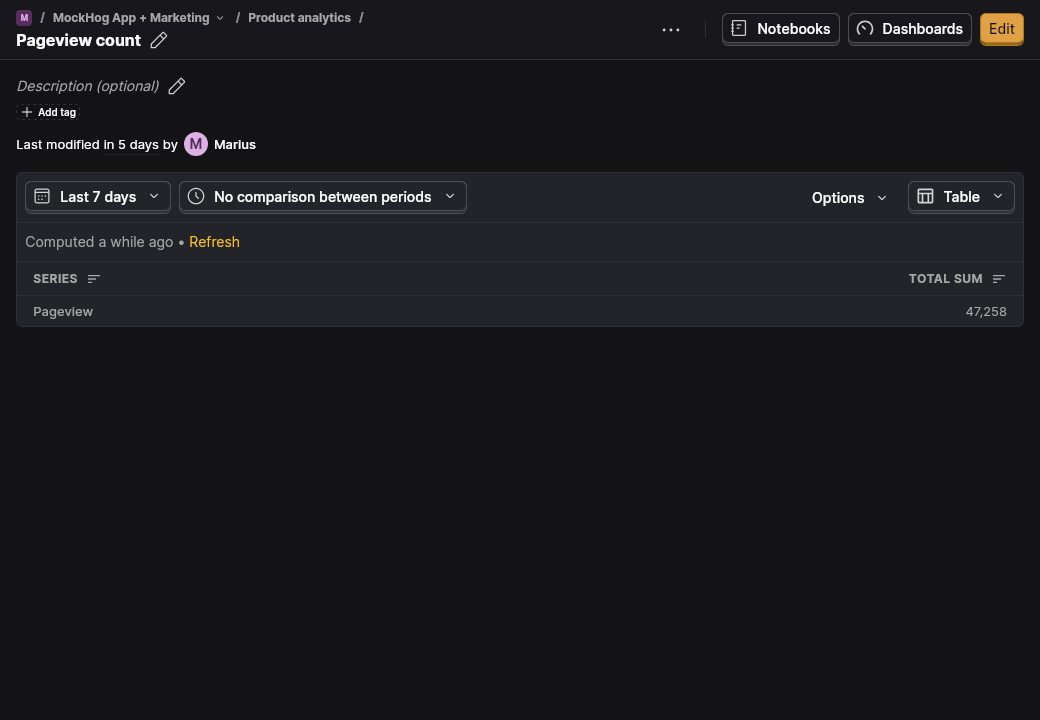 M / MockHog App + Marketing / Product analytics /
Pageview count
Notebooks
Dashboards
Edit
Description (optional)
Add tag
Last modified in 5 days by M Marius
Last 7 days
No comparison between periods
Options
Table
Computed a while ago • Refresh
SERIES TOTAL SUM
Pageview 47,258